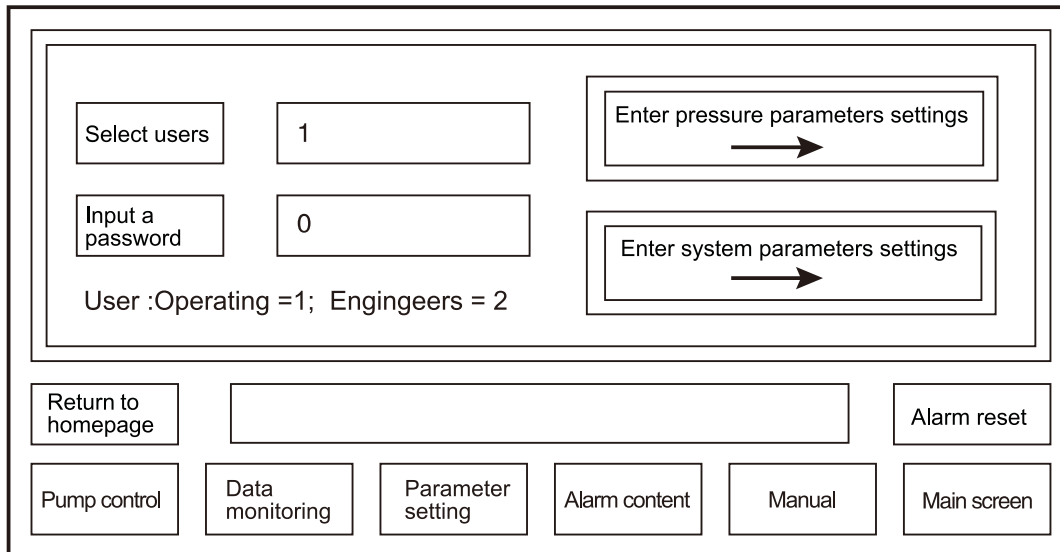 Select users
1
Enter pressure parameters settings
Input a
password
0
Enter system parameters settings
User :Operating =1; Engingeers = 2
Return to
homepage
Alarm reset
Pump control
Data
monitoring
Parameter
setting
Alarm content
Manual
Main screen